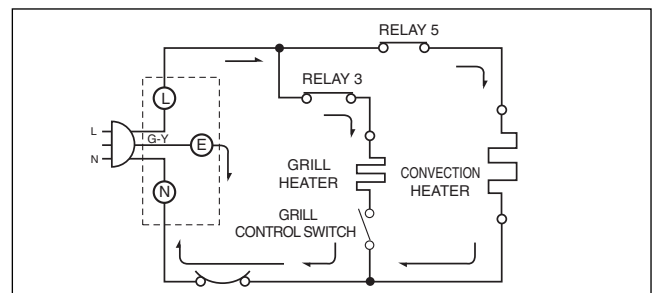 RELAY 5
RELAY 3
L
L
G-Y
E
N
N
GRILL
HEATER
CONVECTION
HEATER
GRILL
CONTROL SWITCH